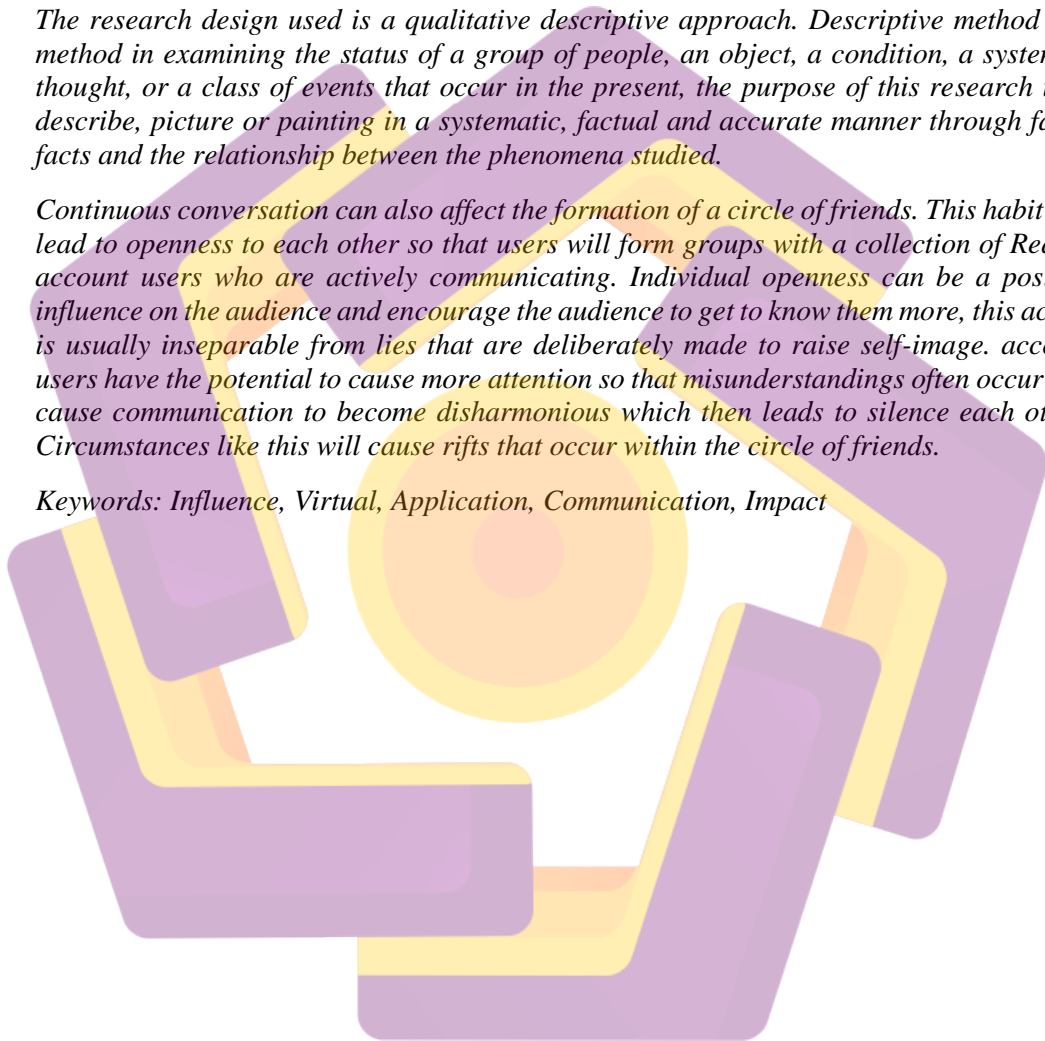 The research design used is a qualitative descriptive approach. Descriptive method
method in examining the status of a group of people, an object, a condition, a system
thought, or a class of events that occur in the present, the purpose of this research
describe, picture or painting in a systematic, factual and accurate manner through
facts and the relationship between the phenomena studied.
Continuous conversation can also affect the formation of a circle of friends. This habit
lead to openness to each other so that users will form groups with a collection of
account users who are actively communicating. Individual openness can be a
influence on the audience and encourage the audience to get to know them more, this
is usually inseparable from lies that are deliberately made to raise self-image.
users have the potential to cause more attention so that misunderstandings often occur
cause communication to become disharmonious which then leads to silence each
Circumstances like this will cause rifts that occur within the circle of friends.
Keywords: Influence, Virtual, Application, Communication, Impact